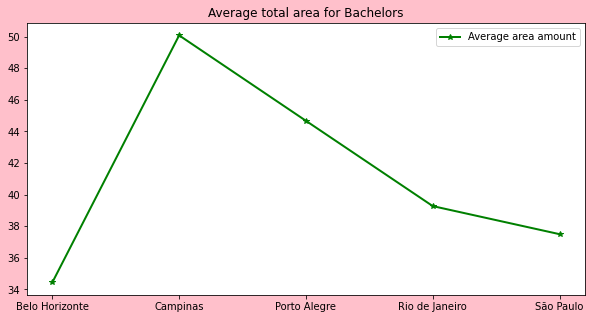 Average total area for Bachelors
Average area amount
50
48
46
44
42
40
38
36
34
Belo Horizonte
Campinas
Porto Alegre
Rio de Janeiro
São Paulo